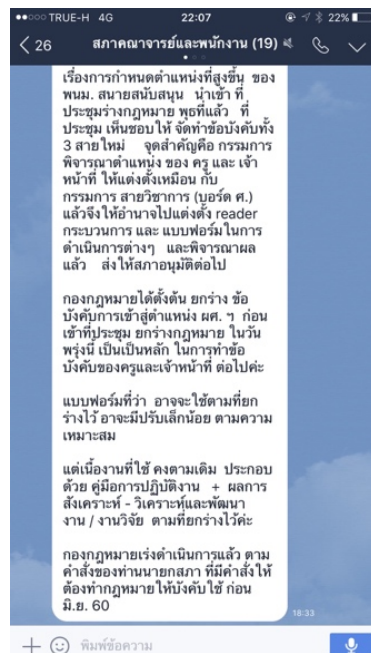 TRUE-H 4G 22:07 22%
26 สภาคณาจารย์และพนักงาน (19)
เรื่องการกำหนดตำแหน่งที่สูงขึ้น ของ
พนม. สนายสนับสนุน นำเข้า ที่
ประชุมร่างกฎหมาย พุธที่แล้ว ที่
ประชุม เห็นชอบให้ จัดทำข้อบังคับทั้ง
3 สายใหม่ จุดสำคัญคือ กรรมการ
พิจารณาตำแหน่ง ของ ครู และ เจ้า
หน้าที่ ให้แต่งตั้งเหมือน กับ
กรรมการ สายวิชาการ (บอร์ด ศ.)
แล้วจึงให้อำนาจไปแต่งตั้ง reader
กระบวนการ และ แบบฟอร์มในการ
ดำเนินการต่างๆ และพิจารณาผล
แล้ว ส่งให้สภาอนุมัติต่อไป
กองกฎหมายได้ตั้งต้น ยกร่าง ข้อ
บังคับการเข้าสู่ตำแหน่ง ผศ. ฯ ก่อน
เข้าที่ประชุม ยกร่างกฎหมาย ในวัน
พรุ่งนี้ เป็นเป็นหลัก ในการทำข้อ
บังคับของครูและเจ้าหน้าที่ ต่อไปค่ะ
แบบฟอร์มที่ว่า อาจจะใช้ตามที่ยก
ร่างไว้ อาจมีปรับเล็กน้อย ตามความ
เหมาะสม
แต่เนื้องานที่ใช้ คงตามเดิม ประกอบ
ด้วย คู่มือการปฏิบัติงาน + ผลการ
สังเคราะห์ - วิเคราะห์และพัฒนา
งาน / งานวิจัย ตามที่ยกร่างไว้ค่ะ
กองกฎหมายเร่งดำเนินการแล้ว ตาม
คำสั่งของท่านนายกสภา ที่มีคำสั่งให้
ต้องทำกฎหมายให้บังคับใช้ ก่อน
มิ.ย. 60
18:33
พิมพ์ข้อความ